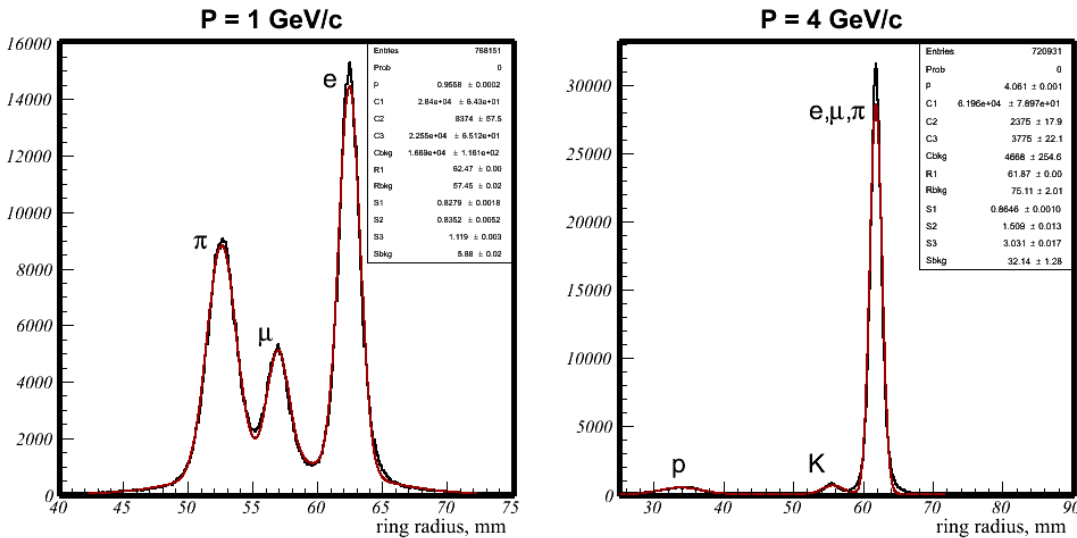 P = 1 GeV/c
16000
14000
12000
10000
8000
6000
4000
2000
0
40 45 50 55 60 65 70 75
ring radius, mm
π
μ
e
Entries 768151
Prob 0
p 0.9558 ± 0.0002
C1 2.84e+04 ± 6.43e+01
C2 8374 ± 57.5
C3 2.255e+04 ± 6.512e+01
Cbkg 1.669e+04 ± 1.161e+02
R1 62.47 ± 0.00
Rbkg 57.45 ± 0.02
S1 0.8279 ± 0.0018
S2 0.8352 ± 0.0052
S3 1.119 ± 0.003
Sbkg 5.88 ± 0.02
P = 4 GeV/c
30000
25000
20000
15000
10000
5000
0
30 40 50 60 70 80 90
ring radius, mm
p
K
e,μ,π
Entries 720931
Prob 0
p 4.061 ± 0.001
C1 6.196e+04 ± 7.897e+01
C2 2375 ± 17.9
C3 3775 ± 22.1
Cbkg 4668 ± 254.6
R1 61.87 ± 0.00
Rbkg 75.11 ± 2.01
S1 0.8646 ± 0.0010
S2 1.509 ± 0.013
S3 3.031 ± 0.017
Sbkg 32.14 ± 1.28